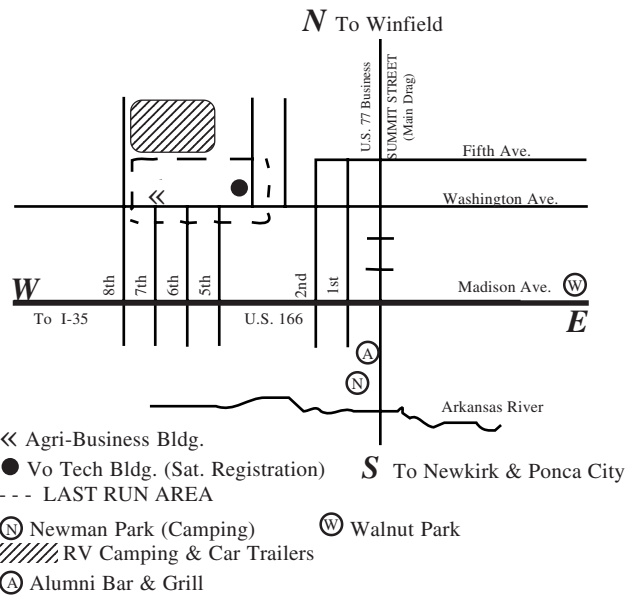 N To Winfield
U.S. 77 Business
SUMMIT STREET
(Main Drag)
Fifth Ave.
Washington Ave.
8th
7th
6th
5th
2nd
1st
W
Madison Ave.
W
To I-35
U.S. 166
E
A
N
Arkansas River
« Agri-Business Bldg.
● Vo Tech Bldg. (Sat. Registration)
S To Newkirk & Ponca City
- - - LAST RUN AREA
N Newman Park (Camping)
W Walnut Park
RV Camping & Car Trailers
A Alumni Bar & Grill